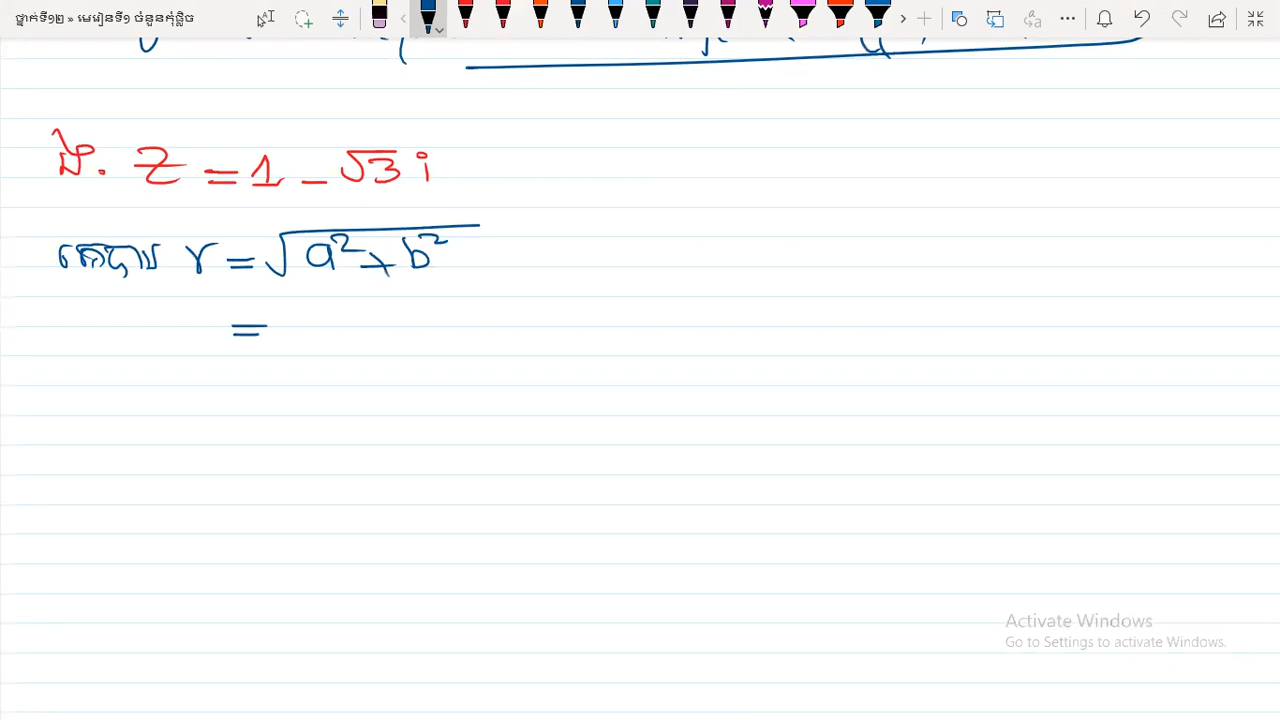 ថ្នាក់ទី១២ » មេរៀនទី១ ចំនួនកុំផ្លិច
ង. Z = 1 - √3 i
គេបាន r = √a² + b²
=
Activate Windows
Go to Settings to activate Windows.